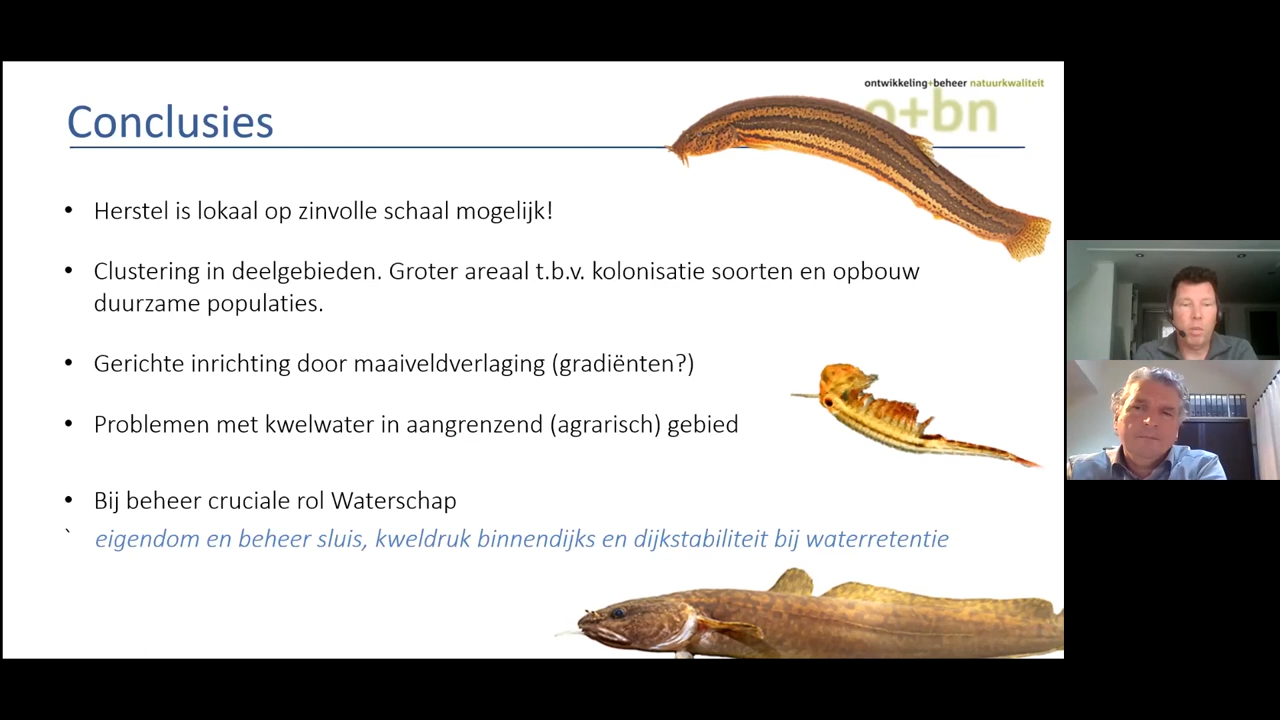 ontwikkeling+beheer natuurkwaliteit
o+bn
Conclusies
• Herstel is lokaal op zinvolle schaal mogelijk!
• Clustering in deelgebieden. Groter areaal t.b.v. kolonisatie soorten en opbouw
duurzame populaties.
• Gerichte inrichting door maaiveldverlaging (gradiënten?)
• Problemen met kwelwater in aangrenzend (agrarisch) gebied
• Bij beheer cruciale rol Waterschap
` eigendom en beheer sluis, kweldruk binnendijks en dijkstabiliteit bij waterretentie